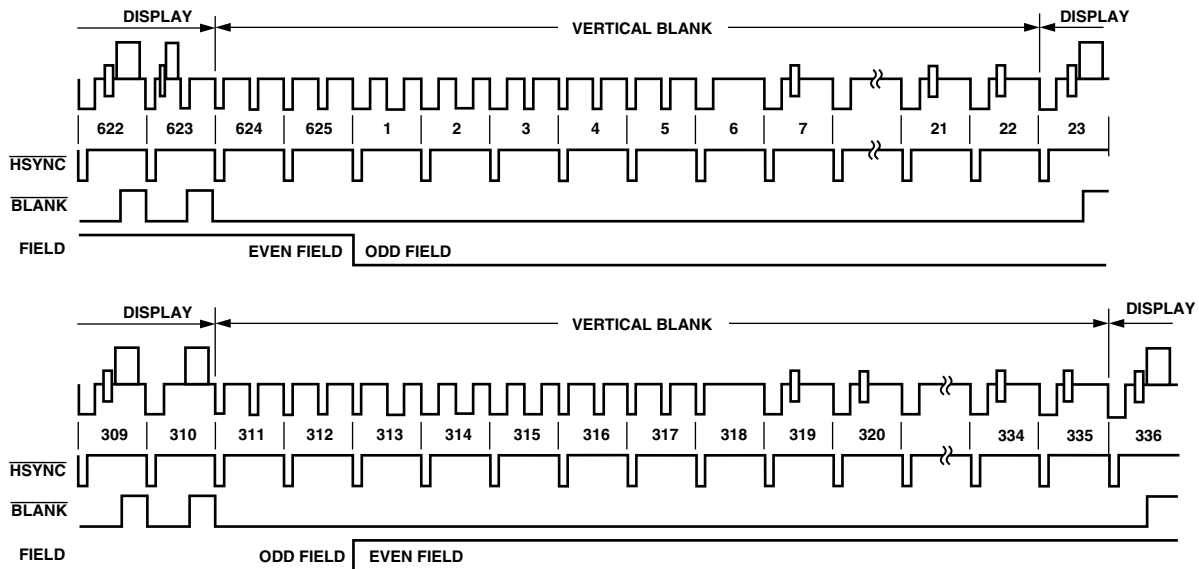 DISPLAY VERTICAL BLANK DISPLAY
622 623 624 625 1 2 3 4 5 6 7 21 22 23
HSYNC
BLANK
FIELD EVEN FIELD ODD FIELD
DISPLAY VERTICAL BLANK DISPLAY
309 310 311 312 313 314 315 316 317 318 319 320 334 335 336
HSYNC
BLANK
FIELD ODD FIELD EVEN FIELD